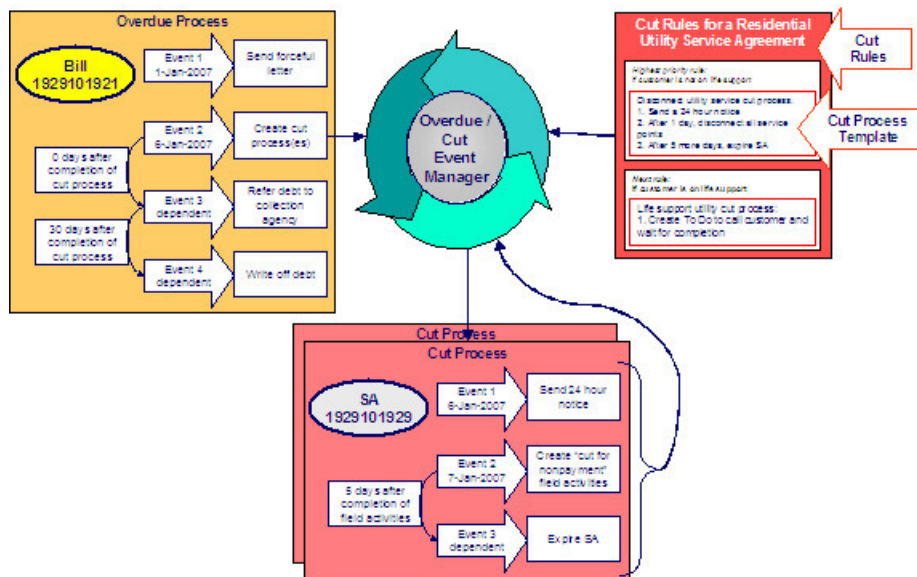 Overdue Process
Bill
1929101921
Event 1
1-Jan-2007
Send forceful
letter
Event 2
6-Jan-2007
Create cut
process(es)
0 days after
completion of
cut process
Event 3
dependent
Refer debt to
collection
agency
30 days after
completion of
cut process
Event 4
dependent
Write off debt
Overdue /
Cut
Event
Manager
Cut Rules for a Residential
Utility Service Agreement
Highest priority rule:
If customer is not on life support
Disconnect utility service cut process:
1. Send a 24 hour notice
2. After 1 day, disconnect all service
points
3. After 5 more days, expire SA
Next rule:
If customer is on life support
Life support utility cut process:
1. Create To Do to call customer and
wait for completion
Cut
Rules
Cut Process
Template
Cut Process
Cut Process
SA
1929101929
Event 1
6-Jan-2007
Send 24 hour
notice
Event 2
7-Jan-2007
Create "cut for
nonpayment"
field activities
5 days after
completion of
field activities
Event 3
dependent
Expire SA